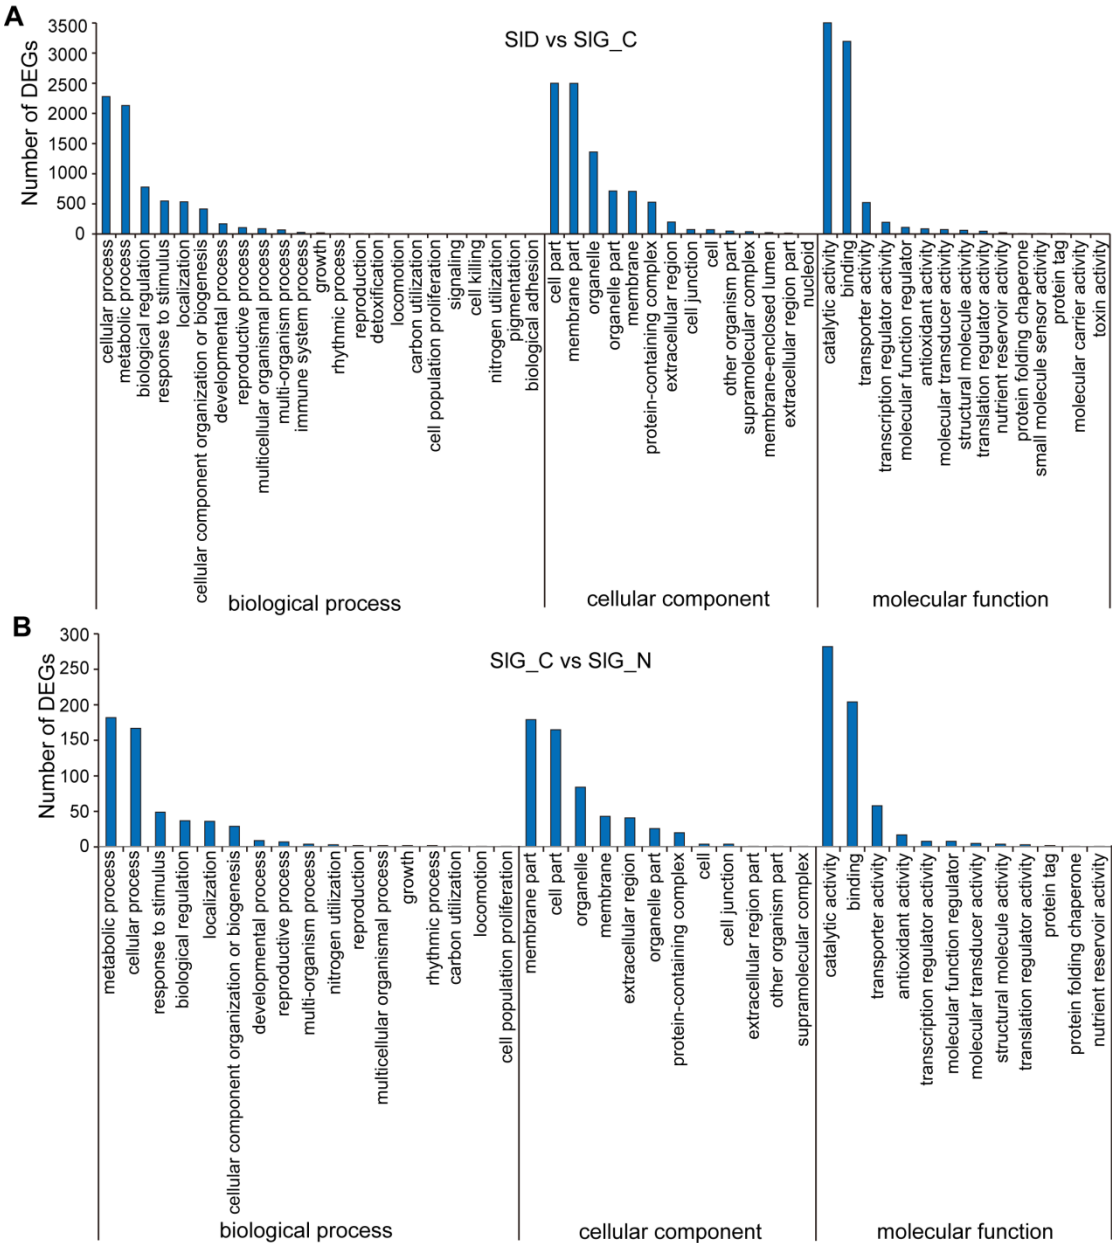 A
SID vs SIG_C
Number of DEGs
3500
3000
2500
2000
1500
1000
500
0
cellular process
metabolic process
biological regulation
response to stimulus
localization
cellular component organization or biogenesis
developmental process
reproductive process
multicellular organismal process
multi-organism process
immune system process
growth
rhythmic process
reproduction
detoxification
locomotion
carbon utilization
cell population proliferation
signaling
cell killing
nitrogen utilization
pigmentation
biological adhesion
cell part
membrane part
organelle
organelle part
membrane
protein-containing complex
extracellular region
cell junction
cell
other organism part
supramolecular complex
membrane-enclosed lumen
extracellular region part
nucleoid
catalytic activity
binding
transporter activity
transcription regulator activity
molecular function regulator
antioxidant activity
molecular transducer activity
structural molecule activity
translation regulator activity
nutrient reservoir activity
protein folding chaperone
small molecule sensor activity
protein tag
molecular carrier activity
toxin activity
biological process
cellular component
molecular function
B
SIG_C vs SIG_N
Number of DEGs
300
250
200
150
100
50
0
metabolic process
cellular process
response to stimulus
biological regulation
localization
cellular component organization or biogenesis
developmental process
reproductive process
multi-organism process
nitrogen utilization
reproduction
multicellular organismal process
growth
rhythmic process
carbon utilization
locomotion
cell population proliferation
membrane part
cell part
organelle
membrane
extracellular region
organelle part
protein-containing complex
cell
cell junction
extracellular region part
other organism part
supramolecular complex
catalytic activity
binding
transporter activity
antioxidant activity
transcription regulator activity
molecular function regulator
molecular transducer activity
structural molecule activity
translation regulator activity
protein tag
protein folding chaperone
nutrient reservoir activity
biological process
cellular component
molecular function